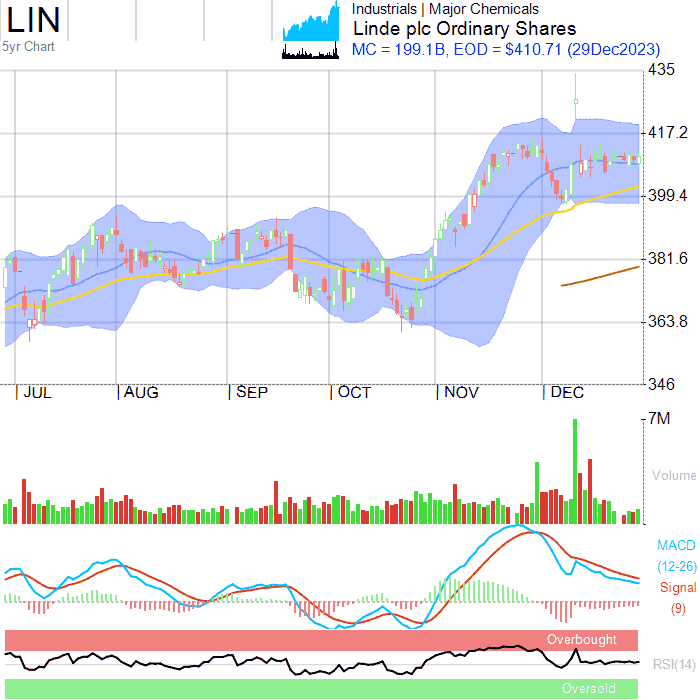 LIN
5yr Chart
Industrials | Major Chemicals
Linde plc Ordinary Shares
MC = 199.1B, EOD = $410.71 (29Dec2023)
435
417.2
399.4
381.6
363.8
346
JUL AUG SEP OCT NOV DEC
7M
Volume
MACD
(12-26)
Signal
(9)
Overbought
RSI(14)
Oversold